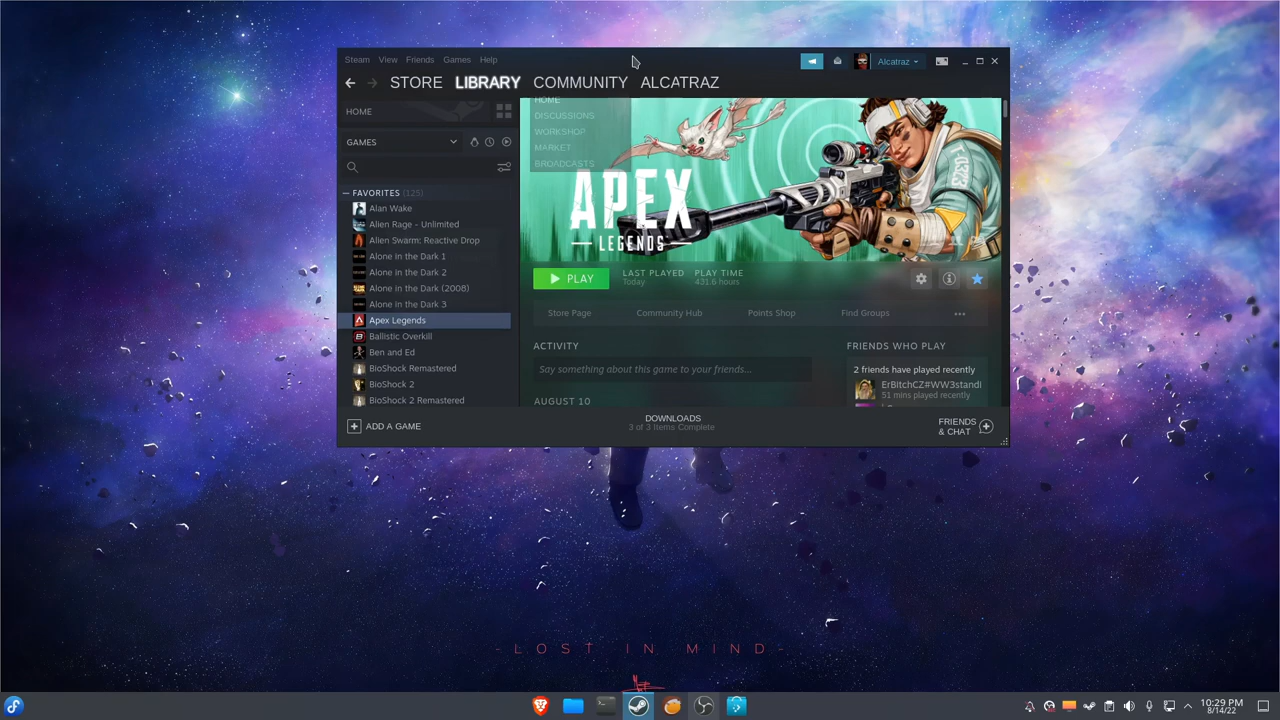 Steam View Friends Games Help
Alcatraz
STORE LIBRARY COMMUNITY ALCATRAZ
HOME
GAMES
FAVORITES (125)
Alan Wake
Alien Rage - Unlimited
Alien Swarm: Reactive Drop
Alone in the Dark 1
Alone in the Dark 2
Alone in the Dark (2008)
Alone in the Dark 3
Apex Legends
Ballistic Overkill
Ben and Ed
BioShock Remastered
BioShock 2
BioShock 2 Remastered
HOME
DISCUSSIONS
WORKSHOP
MARKET
BROADCASTS
APEX
LEGENDS
PLAY
LAST PLAYED
Today
PLAY TIME
431.6 hours
Store Page Community Hub Points Shop Find Groups
ACTIVITY
Say something about this game to your friends...
AUGUST 10
FRIENDS WHO PLAY
2 friends have played recently
ErBitchCZ#WW3standi
51 mins played recently
ADD A GAME
DOWNLOADS
3 of 3 Items Complete
FRIENDS
& CHAT
- LOST IN MIND -
10:29 PM
8/14/22